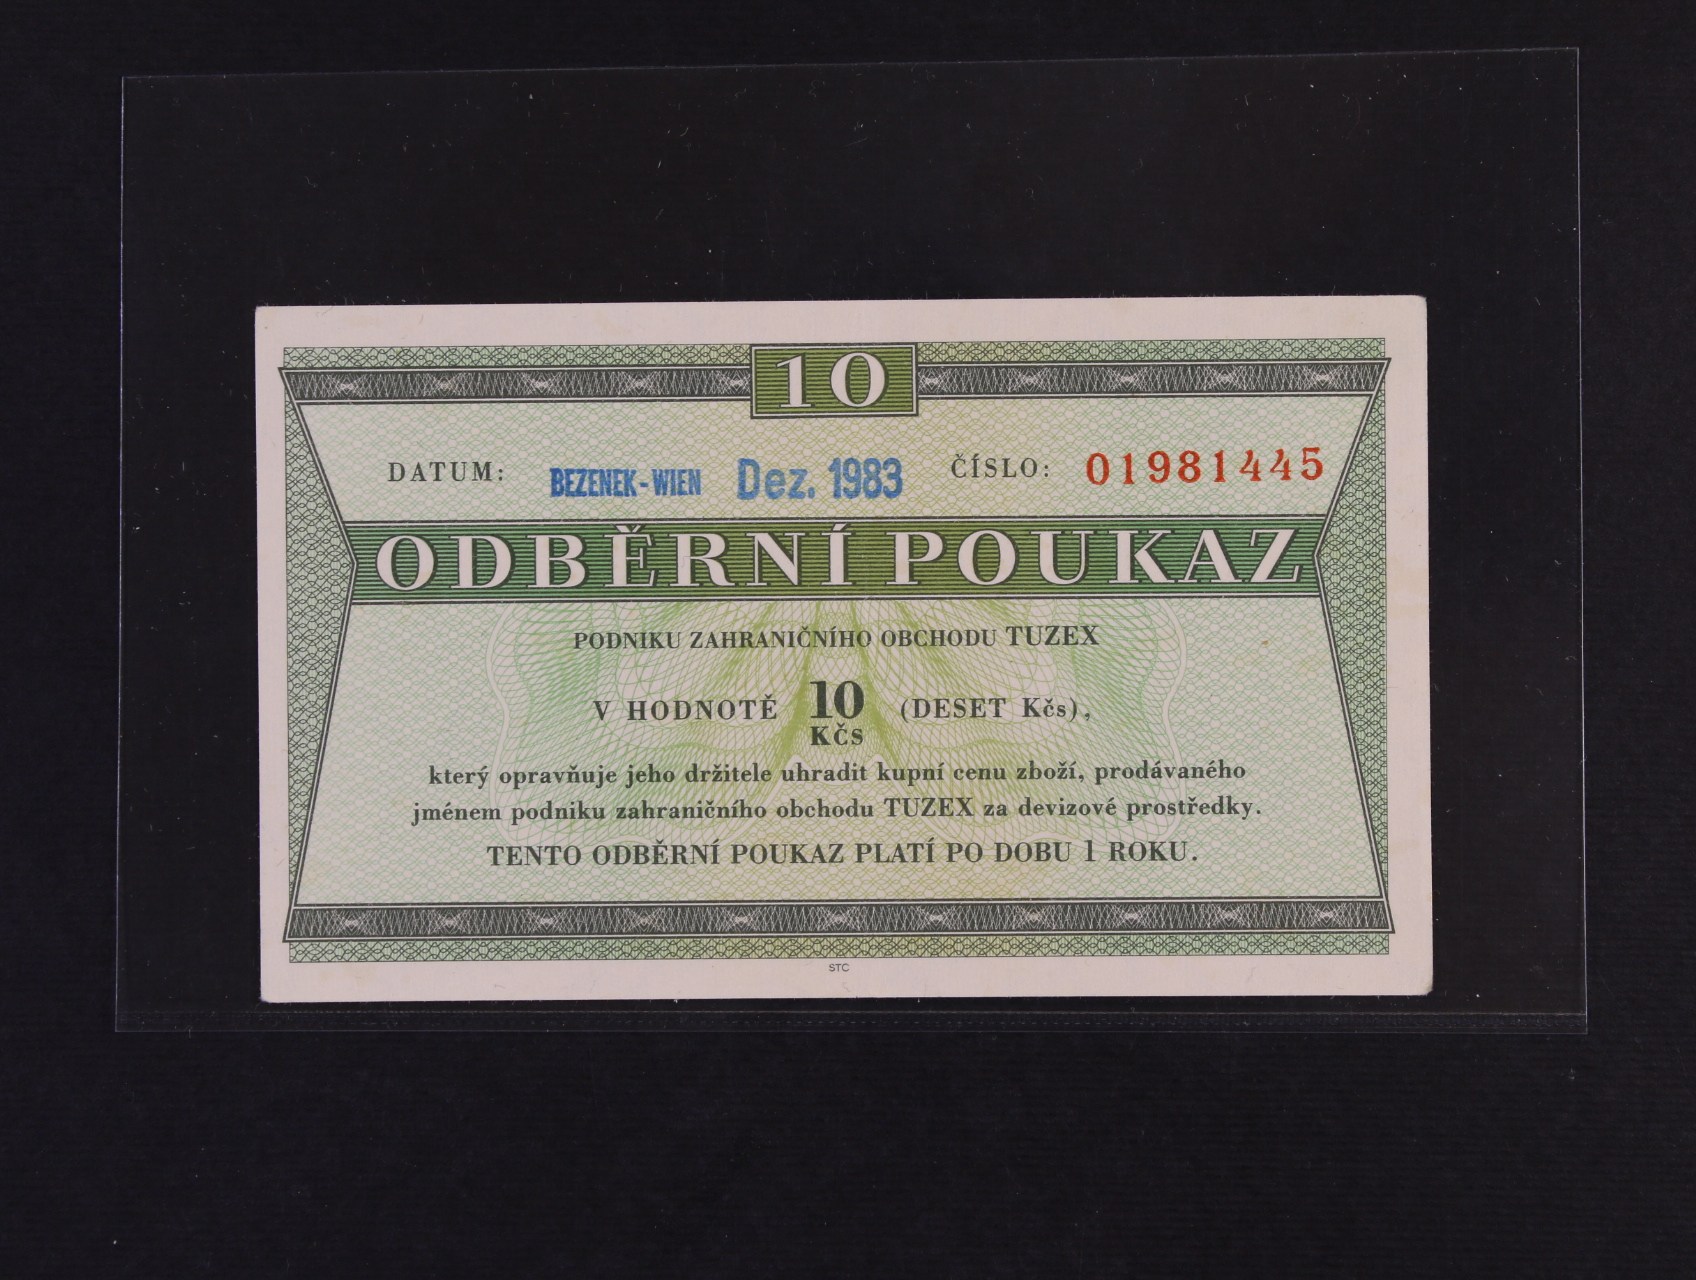 10
DATUM: BEZENEK-WIEN Dez. 1983 ČÍSLO: 01981445
ODBĚRNÍ POUKAZ
PODNIKU ZAHRANIČNÍHO OBCHODU TUZEX
V HODNOTĚ 10 (DESET Kčs),
KČS
který opravňuje jeho držitele uhradit kupní cenu zboží, prodávaného
jménem podniku zahraničního obchodu TUZEX za devizové prostředky.
TENTO ODBĚRNÍ POUKAZ PLATÍ PO DOBU 1 ROKU.
STC